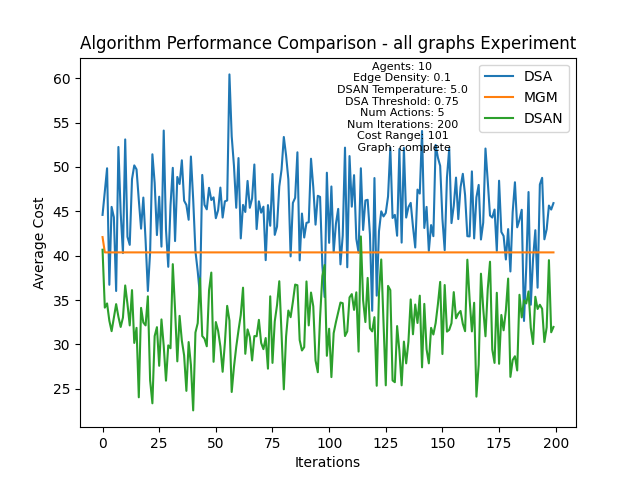 Algorithm Performance Comparison - all graphs Experiment
Agents: 10
Edge Density: 0.1
DSAN Temperature: 5.0
DSA Threshold: 0.75
Num Actions: 5
Num Iterations: 200
Cost Range: 101
Graph: complete
DSA
MGM
DSAN
Average Cost
60
55
50
45
40
35
30
25
0
25
50
75
100
125
150
175
200
Iterations